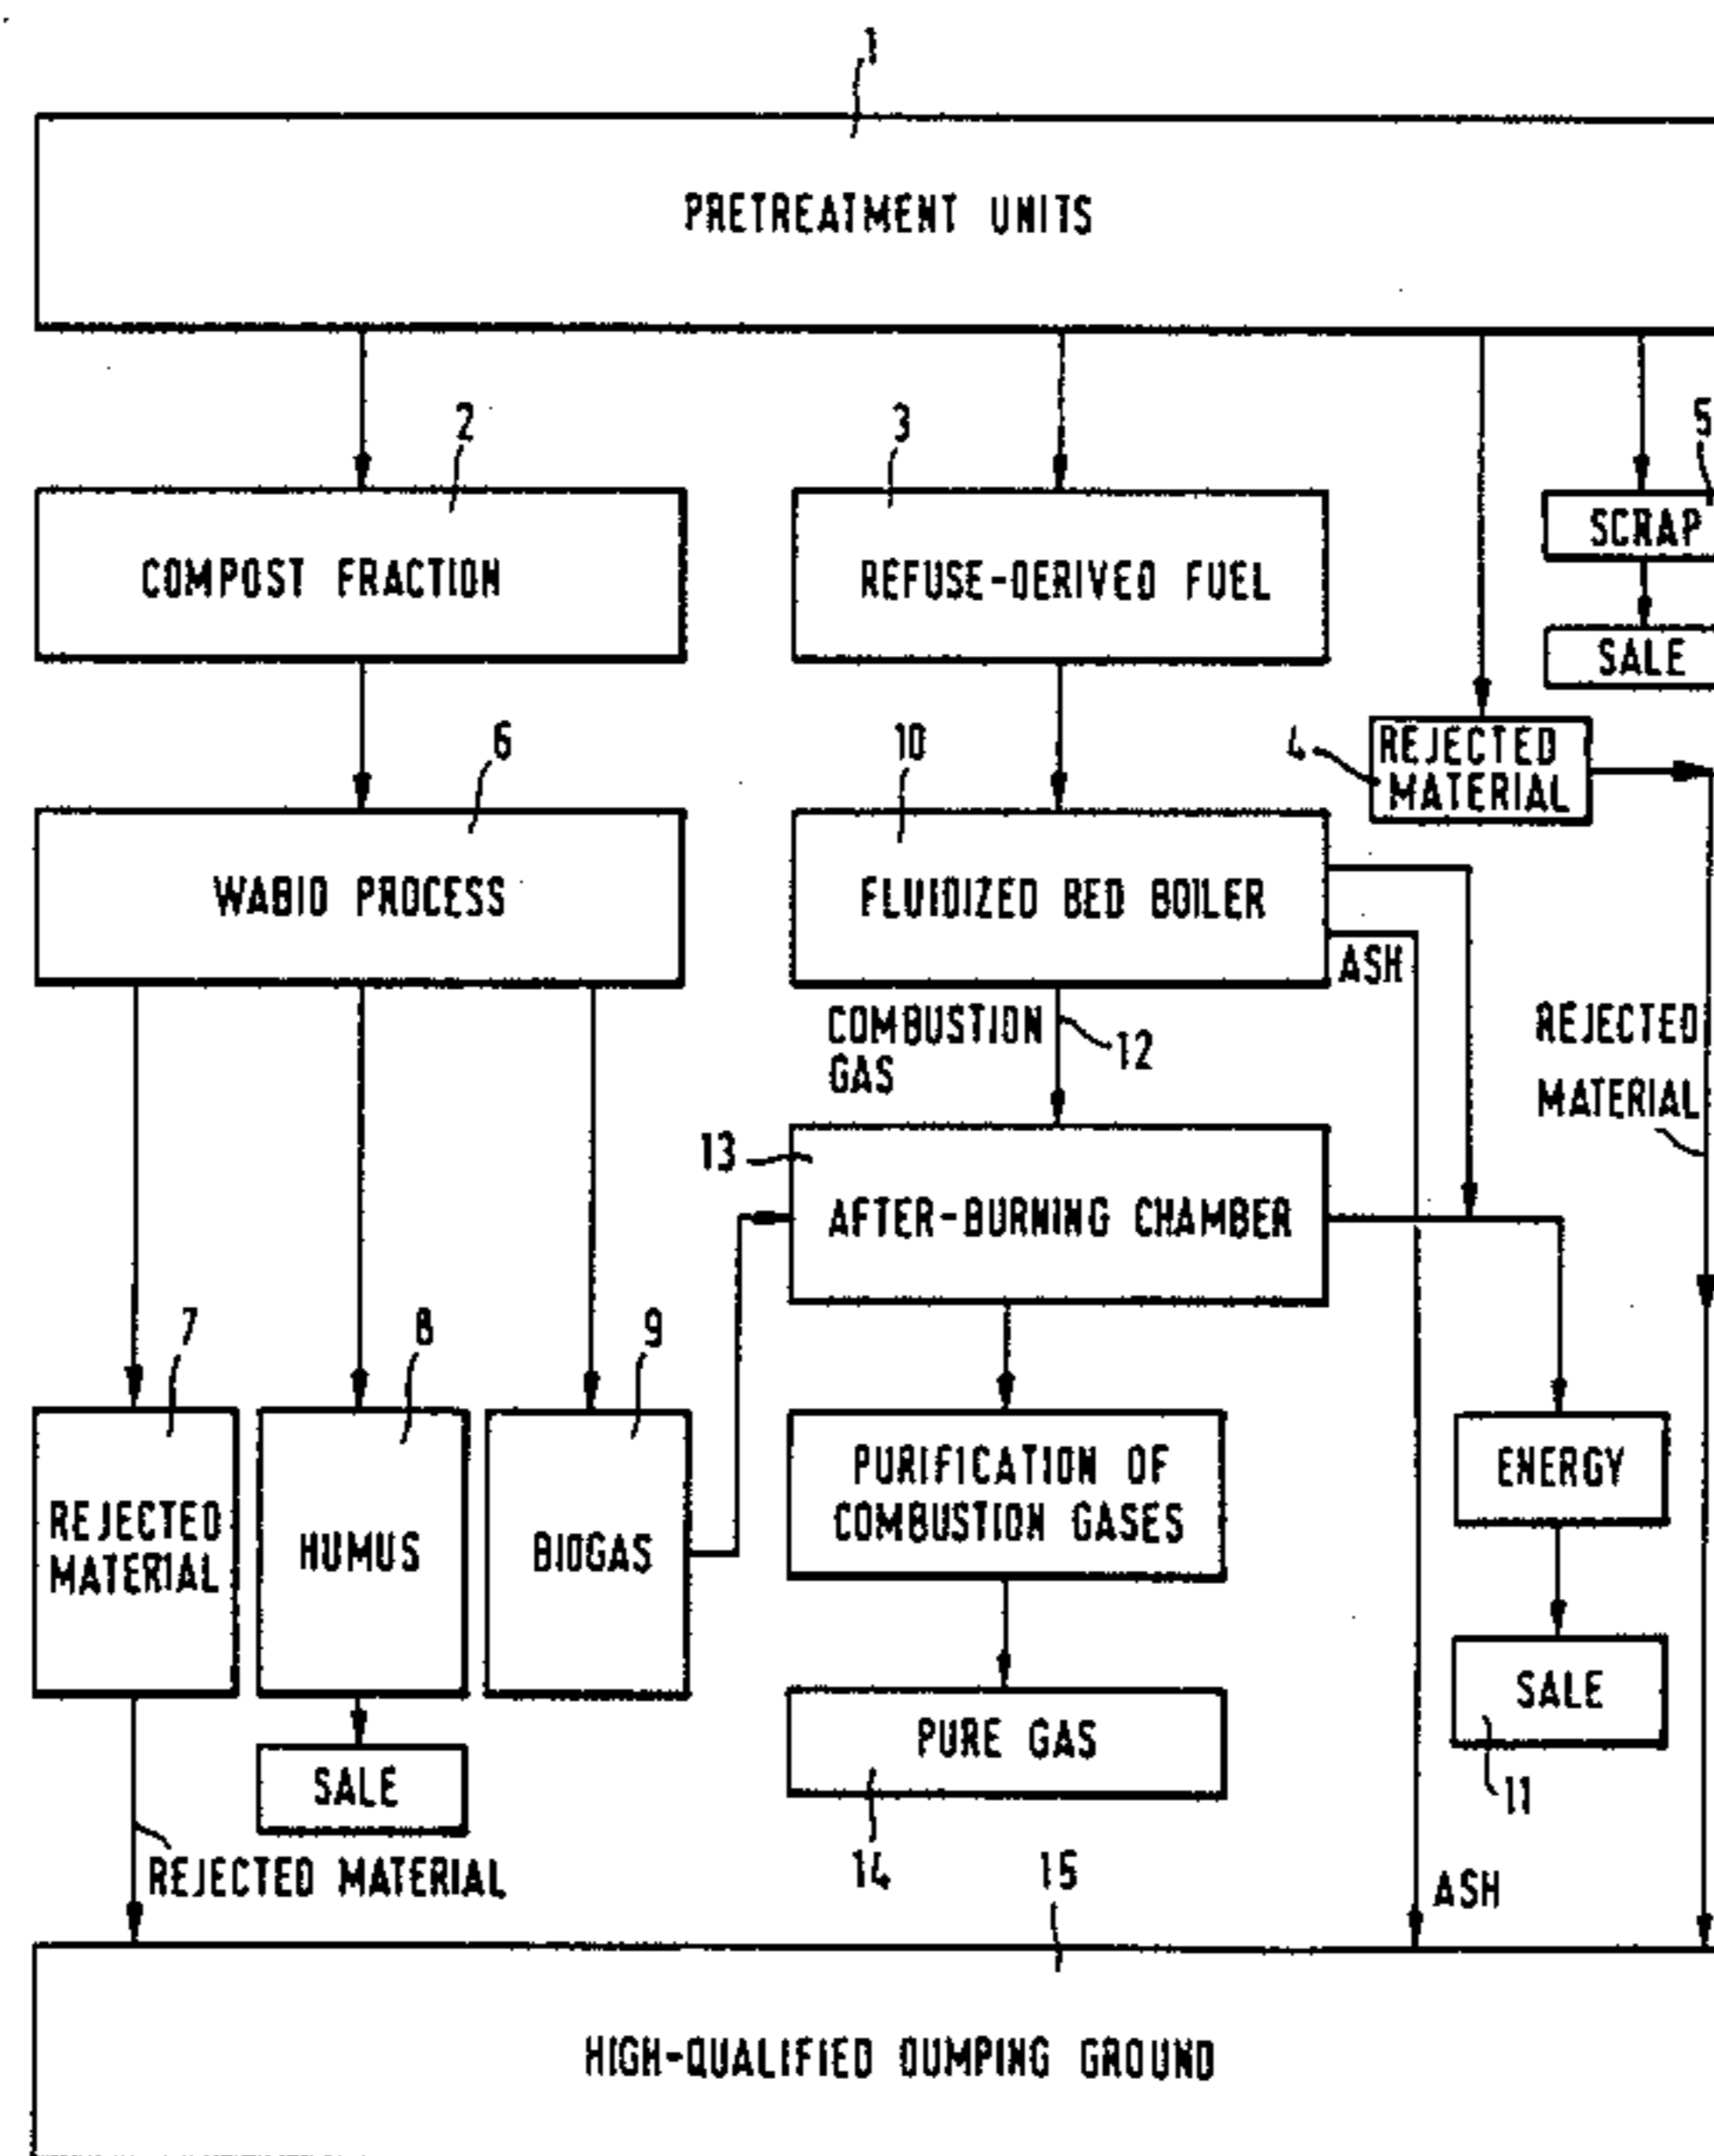 1
PRETREATMENT UNITS
2
3
5
COMPOST FRACTION
REFUSE-DERIVED FUEL
SCRAP
SALE
6
10
4
REJECTED
MATERIAL
WABIO PROCESS
FLUIDIZED BED BOILER
ASH
COMBUSTION
GAS
12
REJECTED
MATERIAL
13
AFTER-BURNING CHAMBER
7
8
9
REJECTED
MATERIAL
HUMUS
BIOGAS
PURIFICATION OF
COMBUSTION GASES
ENERGY
SALE
PURE GAS
SALE
11
REJECTED MATERIAL
14
15
ASH
HIGH-QUALIFIED DUMPING GROUND